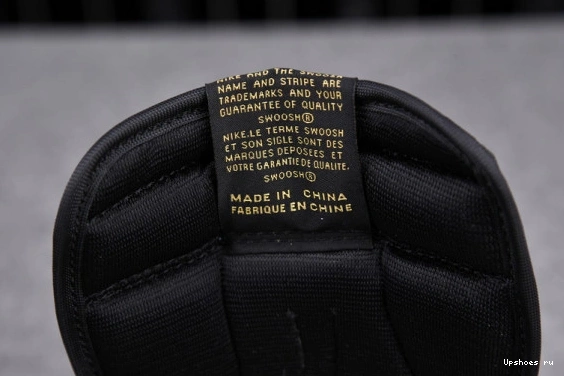 NIKE AND THE SWOOSH
NAME AND STRIPE ARE
TRADEMARKS AND YOUR
GUARANTEE OF QUALITY
SWOOSH®
NIKE.LE TERME SWOOSH
ET SON SIGLE SONT DES
MARQUES DEPOSEES ET
VOTRE GARANTIE DE QUALITE.
SWOOSH®
MADE IN CHINA
FABRIQUE EN CHINE
Upshoes ru